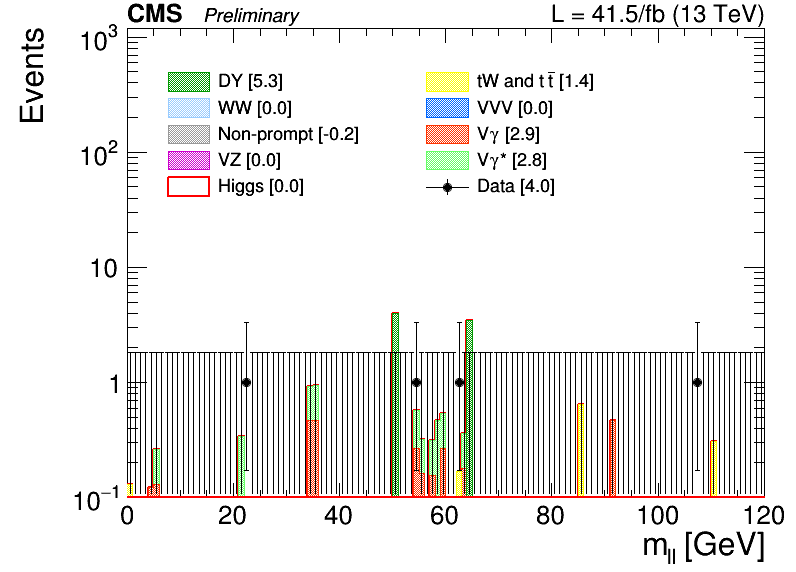 CMS Preliminary L = 41.5/fb (13 TeV)
Events
10³
10²
10
1
10⁻¹
DY [5.3]
WW [0.0]
Non-prompt [-0.2]
VZ [0.0]
Higgs [0.0]
tW and tt̅ [1.4]
VVV [0.0]
Vγ [2.9]
Vγ* [2.8]
Data [4.0]
0 20 40 60 80 100 120
m_ll [GeV]